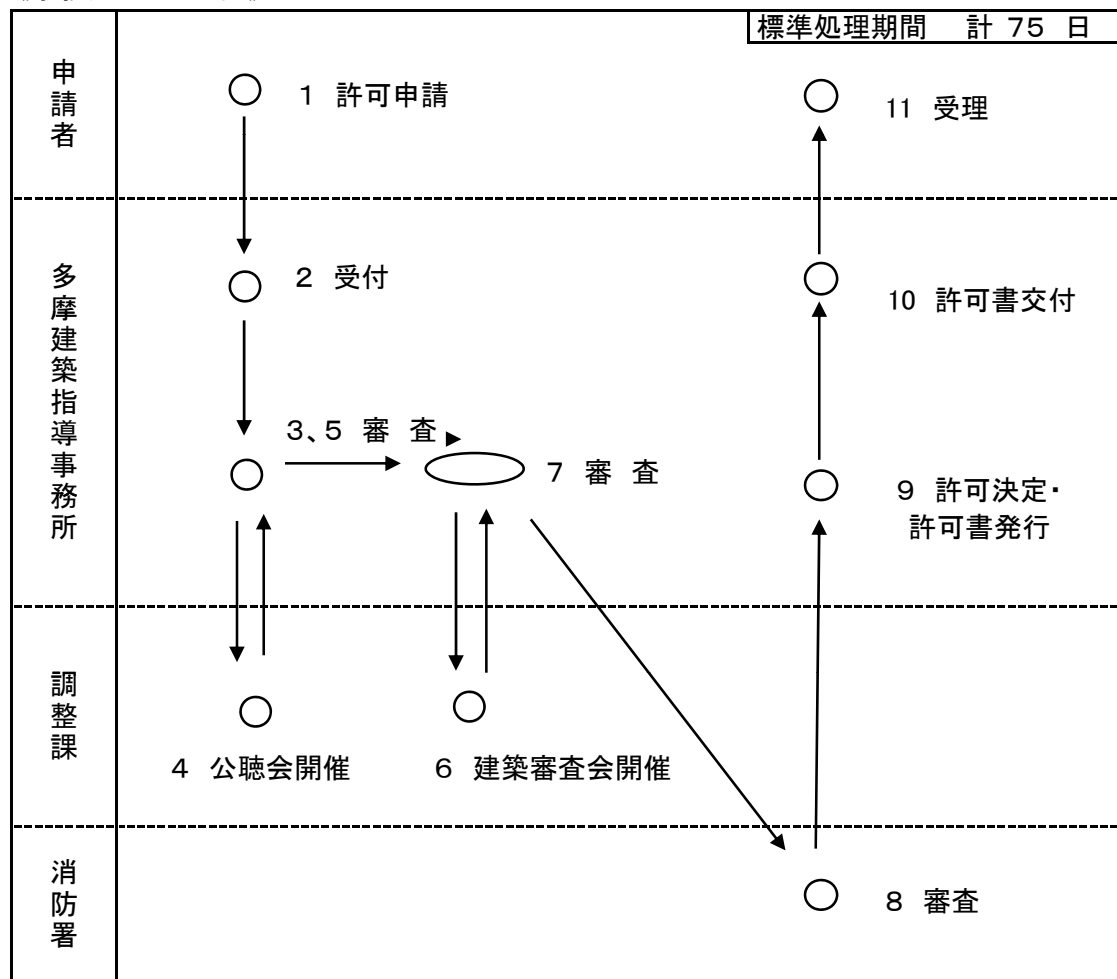 標準処理期間　計 75 日
申請者
1 許可申請
11 受理
多摩建築指導事務所
2 受付
10 許可書交付
3、5 審 査
7 審 査
9 許可決定・
許可書発行
調整課
4 公聴会開催
6 建築審査会開催
消防署
8 審査